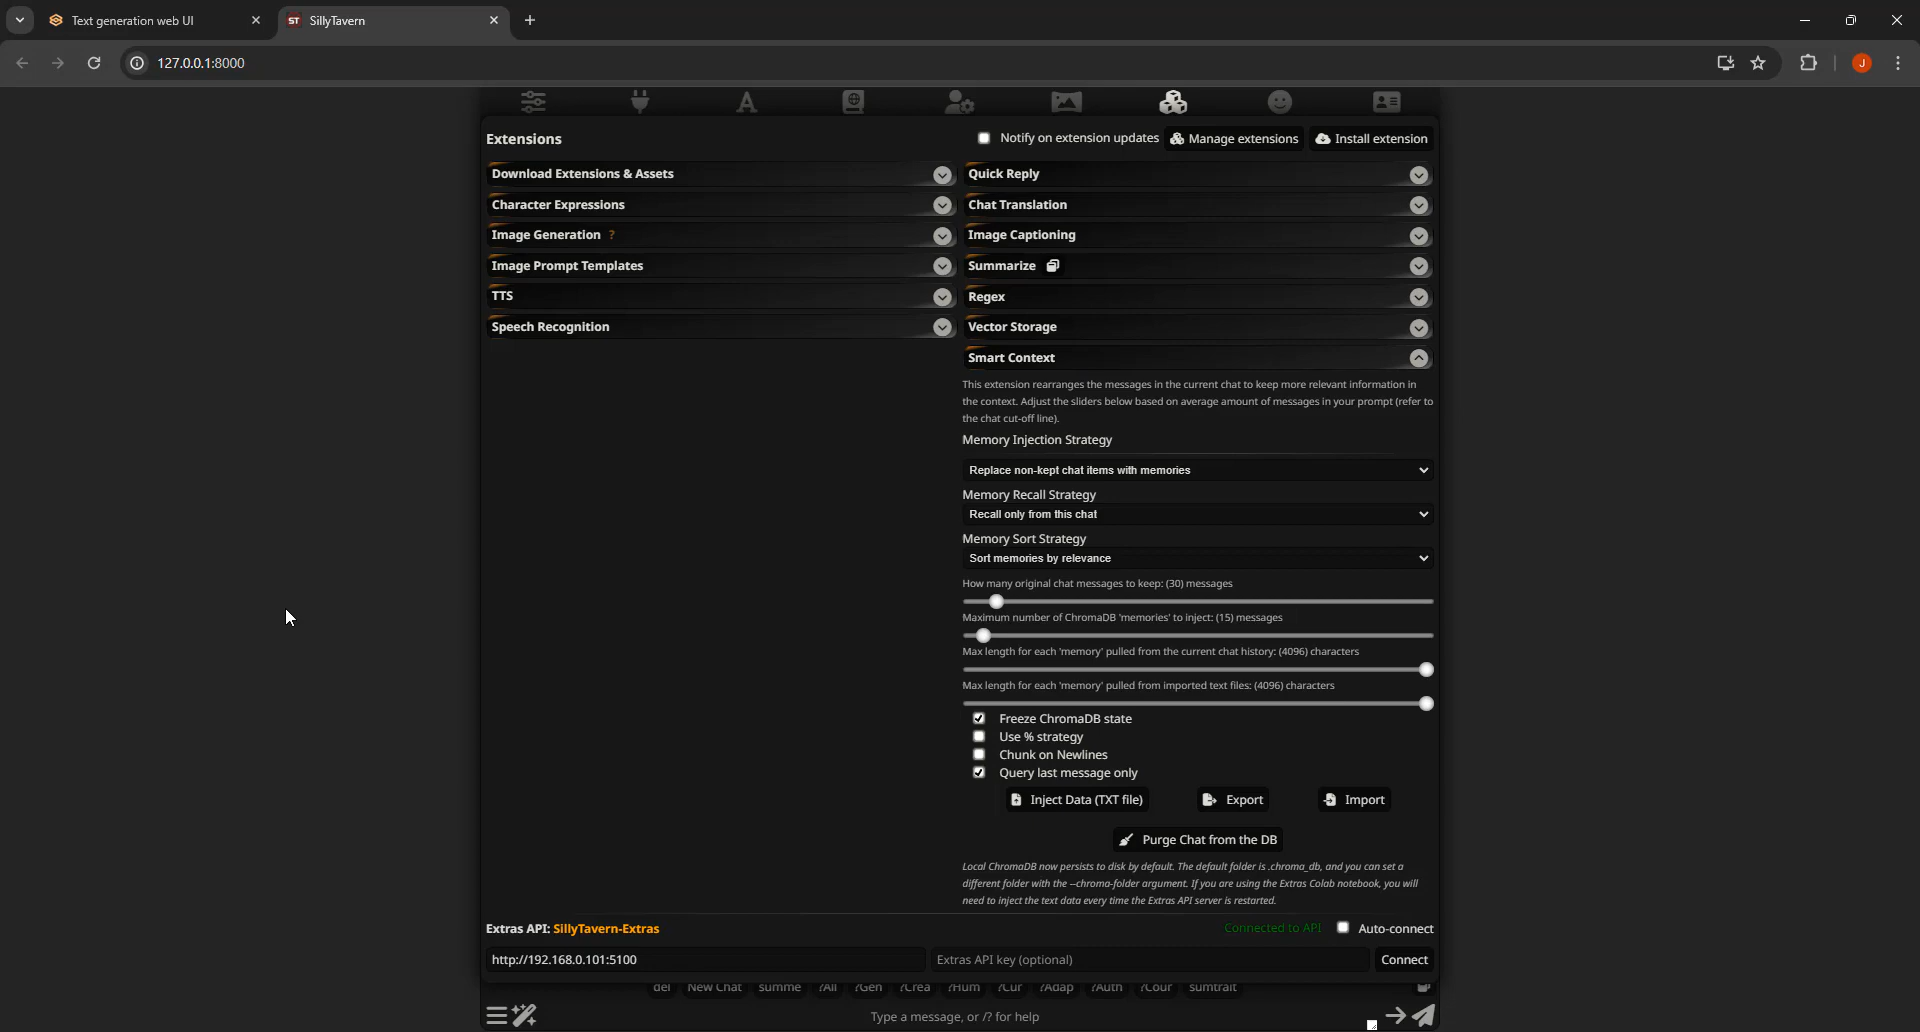 Text generation web UI
ST SillyTavern
127.0.0.1:8000
J
Extensions
Notify on extension updates
Manage extensions
Install extension
Download Extensions & Assets
Quick Reply
Character Expressions
Chat Translation
Image Generation ?
Image Captioning
Image Prompt Templates
Summarize
TTS
Regex
Speech Recognition
Vector Storage
Smart Context
This extension rearranges the messages in the current chat to keep more relevant information in
the context. Adjust the sliders below based on average amount of messages in your prompt (refer to
the chat cut-off line).
Memory Injection Strategy
Replace non-kept chat items with memories
Memory Recall Strategy
Recall only from this chat
Memory Sort Strategy
Sort memories by relevance
How many original chat messages to keep: (30) messages
Maximum number of ChromaDB 'memories' to inject: (15) messages
Max length for each 'memory' pulled from the current chat history: (4096) characters
Max length for each 'memory' pulled from imported text files: (4096) characters
Freeze ChromaDB state
Use % strategy
Chunk on Newlines
Query last message only
Inject Data (TXT file)
Export
Import
Purge Chat from the DB
Local ChromaDB now persists to disk by default. The default folder is .chroma_db, and you can set a
different folder with the --chroma-folder argument. If you are using the Extras Colab notebook, you will
need to inject the text data every time the Extras API server is restarted.
Extras API: SillyTavern-Extras
Connected to API
Auto-connect
http://192.168.0.101:5100
Extras API key (optional)
Connect
del New Chat summe ?All ?Gen ?Crea ?Hum ?Cur ?Adap ?Auth ?Cour sumtrait
Type a message, or /? for help